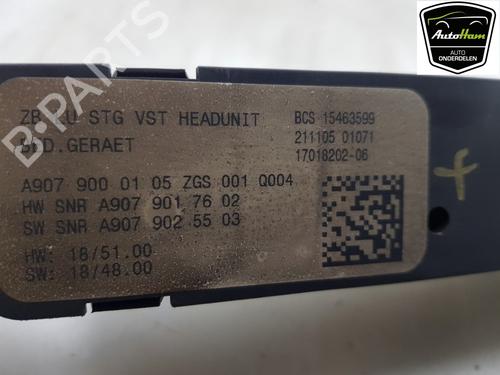 AutoHam
AUTO
ONDERDELEN
ZB STG VST HEADUNIT
BED.GERAET
BCS 15463599
211105 01071
17018202-06
A907 900 01 05 ZGS 001 Q004
HW SNR A907 901 76 02
SW SNR A907 902 55 03
HW: 18/51.00
SW: 18/48.00